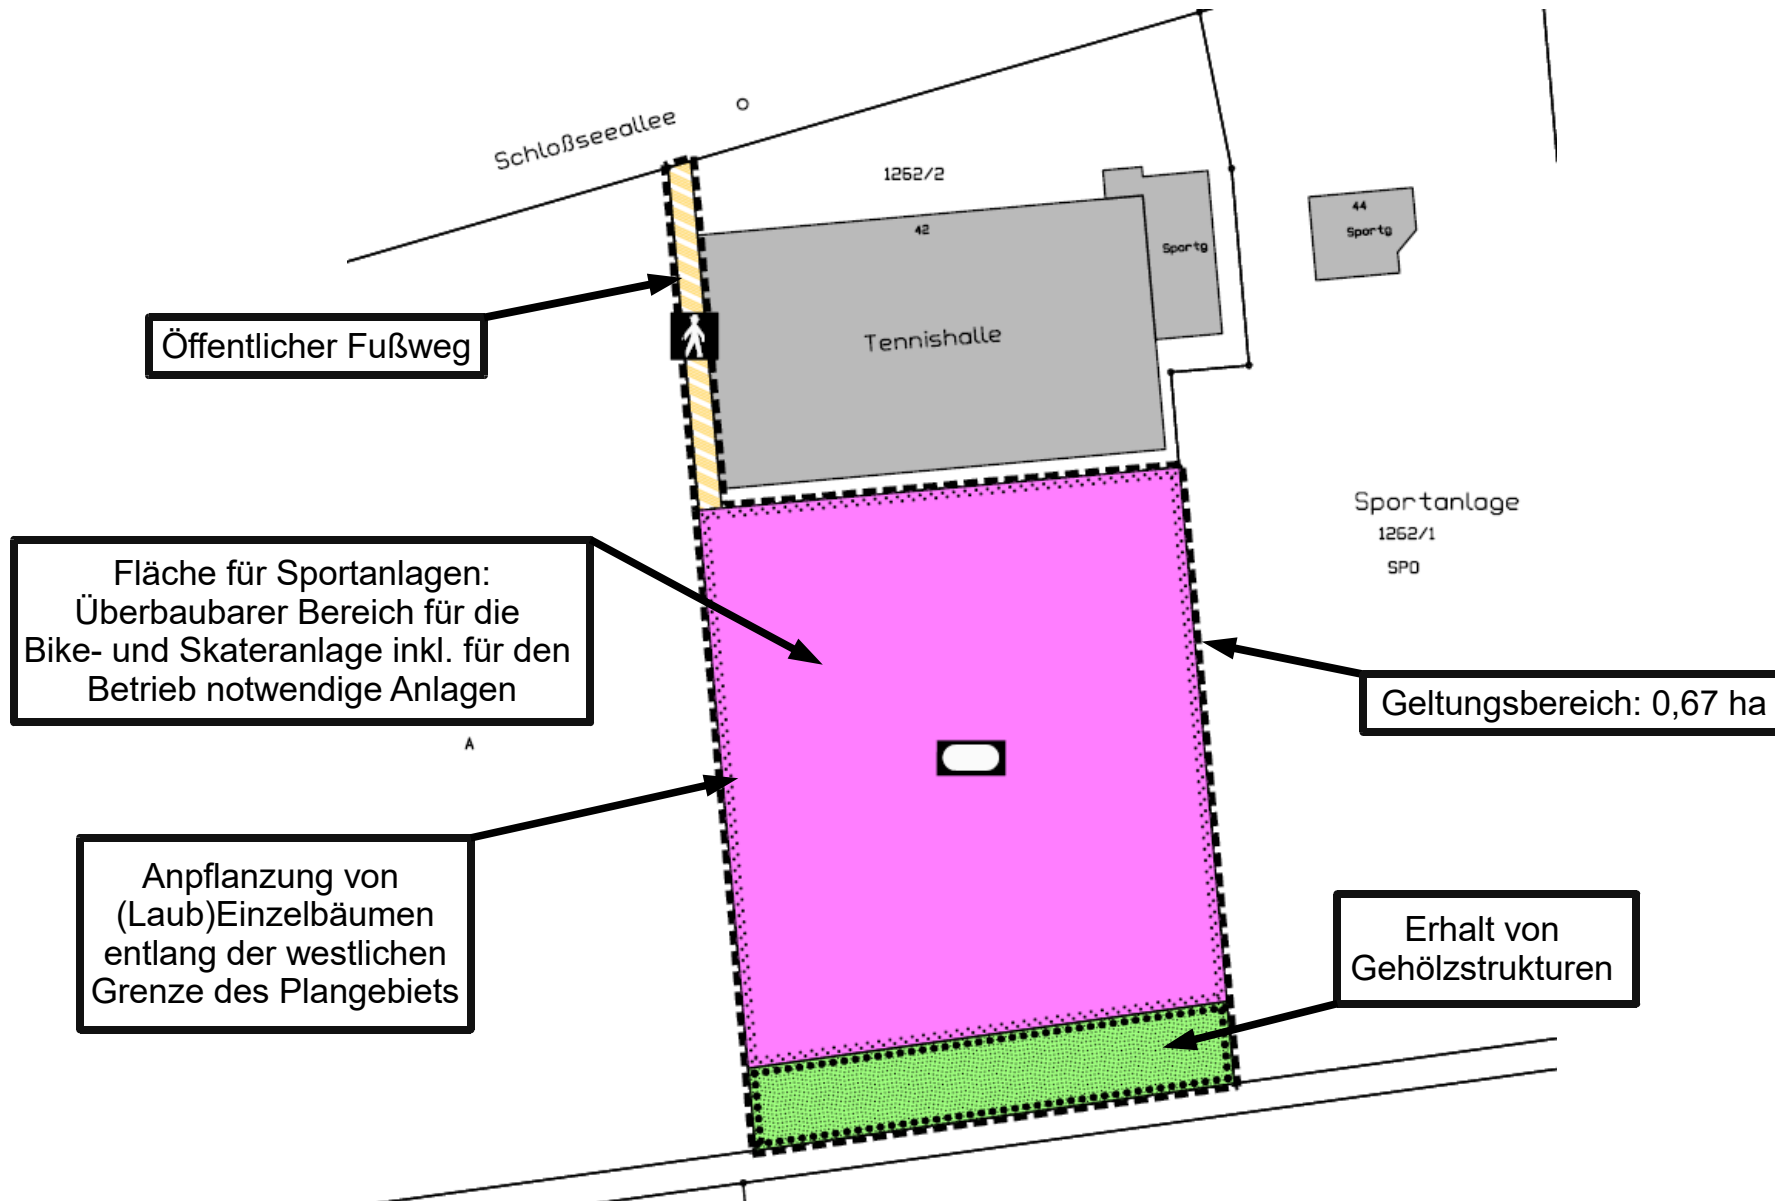 Schloßseeallee
1262/2
42
44
Sportg
Sportg
Tennishalle
Öffentlicher Fußweg
Sportanlage
1262/1
SPO
Fläche für Sportanlagen:
Überbaubarer Bereich für die
Bike- und Skateranlage inkl. für den
Betrieb notwendige Anlagen
Geltungsbereich: 0,67 ha
A
Anpflanzung von
(Laub)Einzelbäumen
entlang der westlichen
Grenze des Plangebiets
Erhalt von
Gehölzstrukturen